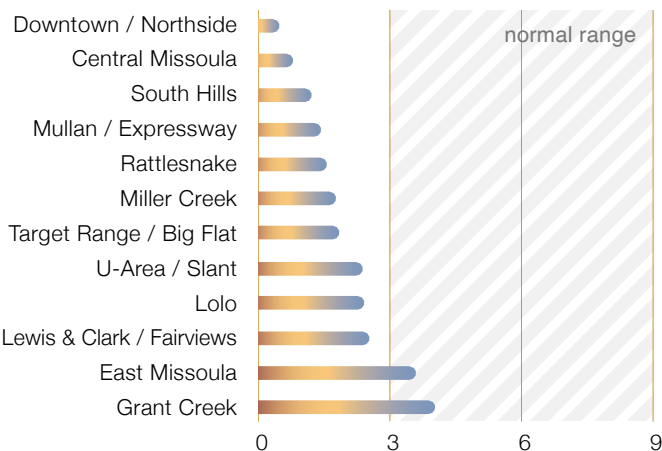 Downtown / Northside
normal range
Central Missoula
South Hills
Mullan / Expressway
Rattlesnake
Miller Creek
Target Range / Big Flat
U-Area / Slant
Lolo
Lewis & Clark / Fairviews
East Missoula
Grant Creek
0 3 6 9